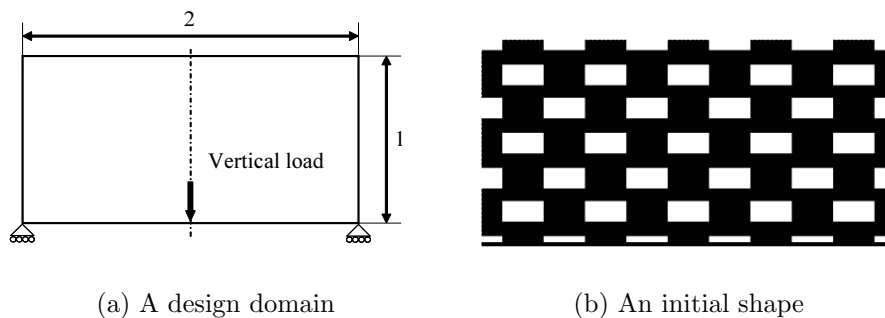 2
1
Vertical load
(a) A design domain
(b) An initial shape